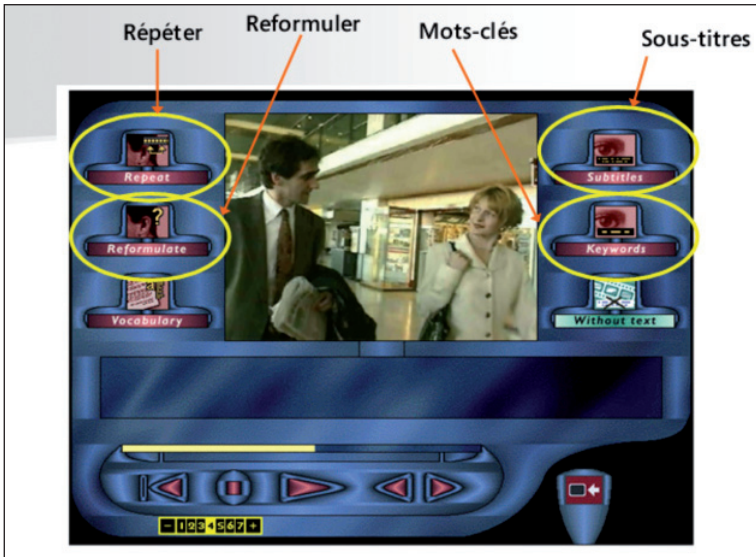 Répéter
Reformuler
Mots-clés
Sous-titres
Repeat
Subtitles
Reformulate
Keywords
Vocabulary
Without text
- 1 2 3 4 5 6 7 +